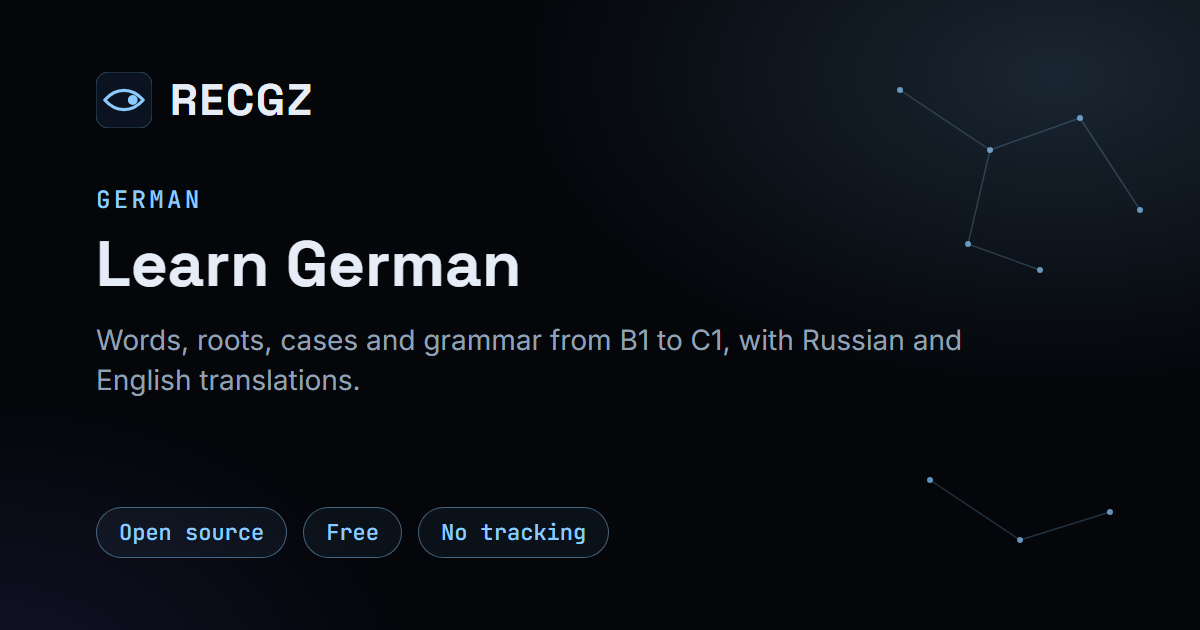 RECGZ
GERMAN
Learn German
Words, roots, cases and grammar from B1 to C1, with Russian and
English translations.
Open source
Free
No tracking